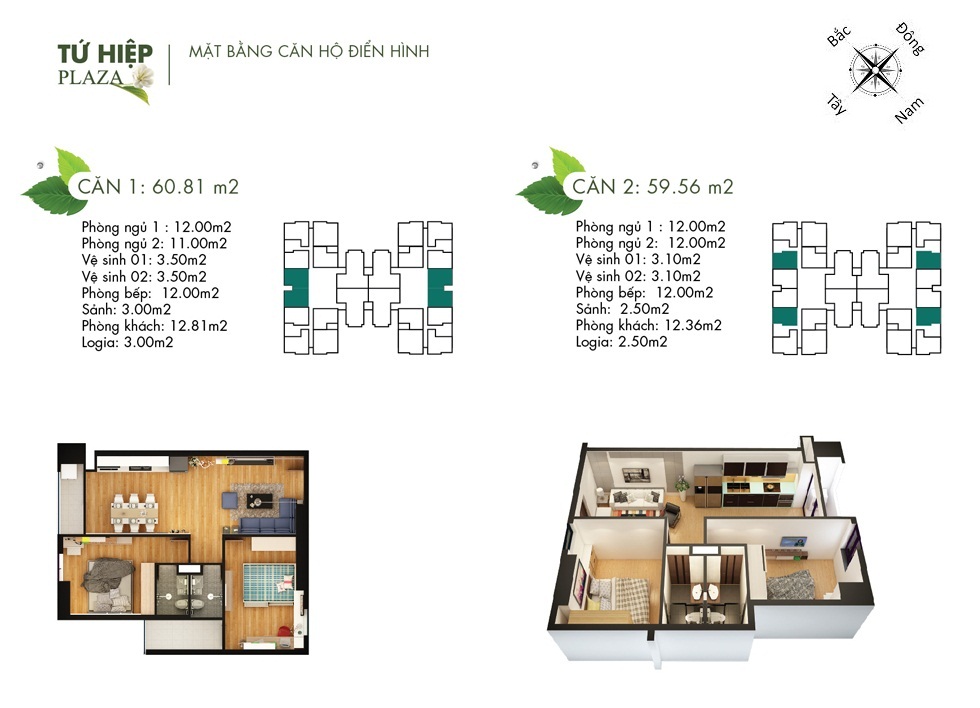 TỨ HIỆP
PLAZA
MẶT BẰNG CĂN HỘ ĐIỂN HÌNH
Bắc
Đông
Tây
Nam
CĂN 1: 60.81 m2
Phòng ngủ 1 : 12.00m2
Phòng ngủ 2: 11.00m2
Vệ sinh 01: 3.50m2
Vệ sinh 02: 3.50m2
Phòng bếp: 12.00m2
Sảnh: 3.00m2
Phòng khách: 12.81m2
Logia: 3.00m2
CĂN 2: 59.56 m2
Phòng ngủ 1 : 12.00m2
Phòng ngủ 2: 12.00m2
Vệ sinh 01: 3.10m2
Vệ sinh 02: 3.10m2
Phòng bếp: 12.00m2
Sảnh: 2.50m2
Phòng khách: 12.36m2
Logia: 2.50m2